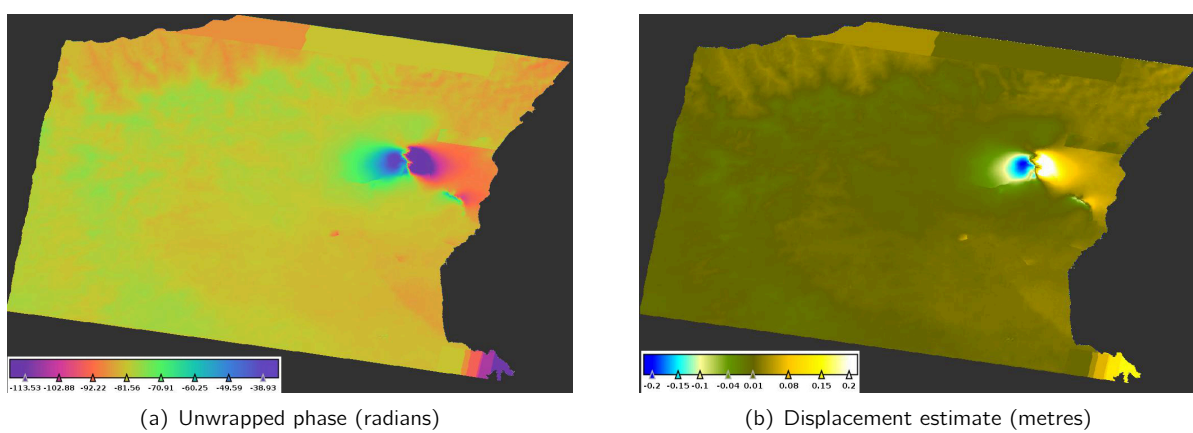 -113.53 -102.88 -92.22 -81.56 -70.91 -60.25 -49.59 -38.93
-0.2 -0.15 -0.1 -0.04 0.01 0.08 0.15 0.2
(a) Unwrapped phase (radians)
(b) Displacement estimate (metres)